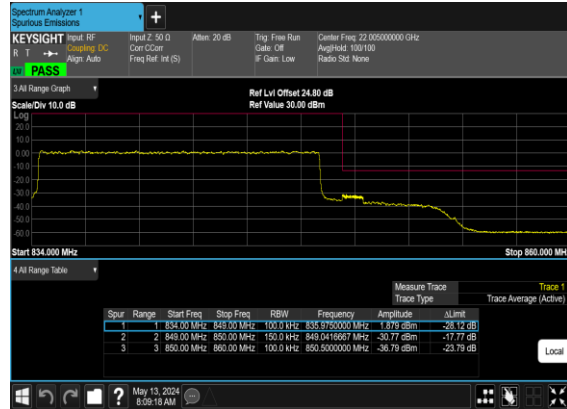 Spectrum Analyzer 1
Spurious Emissions
KEYSIGHT Input: RF
R T Coupling: DC
Align: Auto
Input Z: 50 Ω
Corr CCorr
Freq Ref: Int (S)
Atten: 20 dB
Trig: Free Run
Gate: Off
IF Gain: Low
Center Freq: 22.005000000 GHz
Avg|Hold: 100/100
Radio Std: None
PASS
3 All Range Graph
Ref Lvl Offset 24.80 dB
Scale/Div 10.0 dB
Ref Value 30.00 dBm
Log
20.0
10.0
0.00
-10.0
-20.0
-30.0
-40.0
-50.0
-60.0
Start 834.000 MHz
Stop 860.000 MH
4 All Range Table
Measure Trace Trace 1
Trace Type Trace Average (Active)
Spur Range Start Freq Stop Freq RBW Frequency Amplitude ΔLimit
1 1 834.00 MHz 849.00 MHz 100.0 kHz 835.9750000 MHz 1.879 dBm -28.12 dB
2 2 849.00 MHz 850.00 MHz 150.0 kHz 849.0416667 MHz -30.77 dBm -17.77 dB
3 3 850.00 MHz 860.00 MHz 100.0 kHz 850.5000000 MHz -36.79 dBm -23.79 dB
Local
May 13, 2024
8:09:18 AM